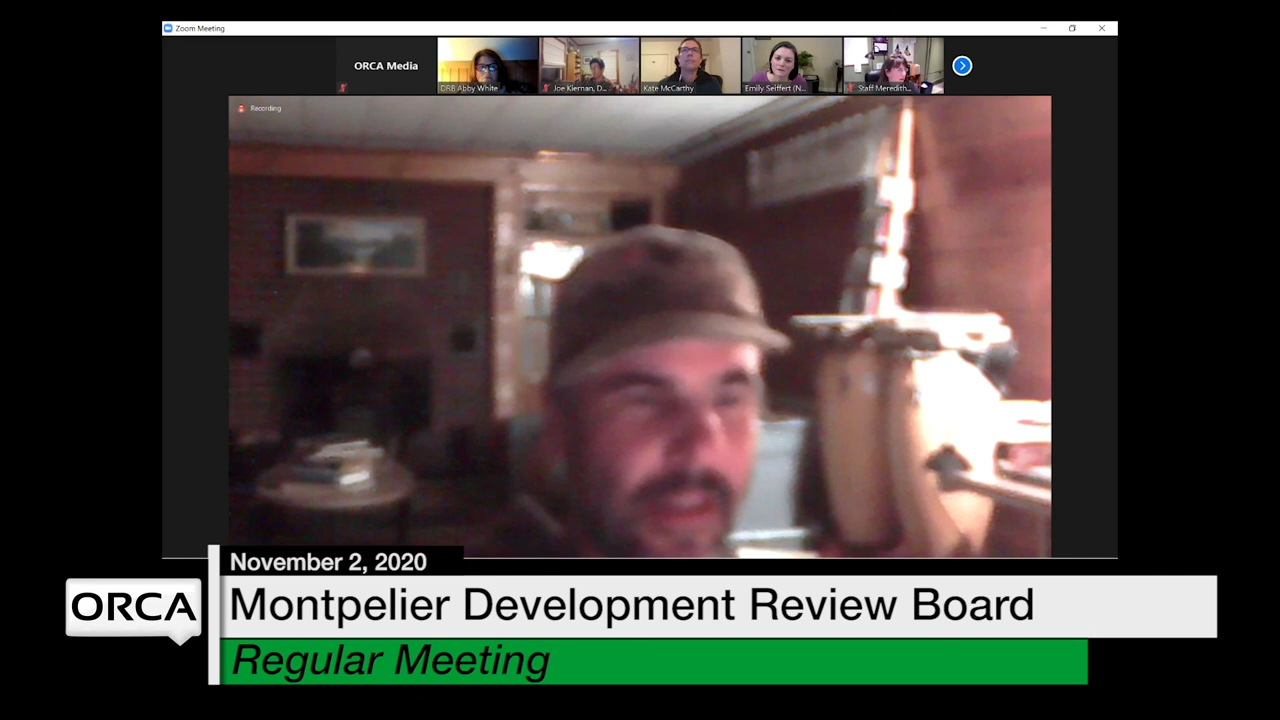 Zoom Meeting
ORCA Media
DRB Abby White
Joe Kiernan, D...
Kate McCarthy
Emily Seiffert (N...
Staff Meredith...
Recording
November 2, 2020
ORCA
Montpelier Development Review Board
Regular Meeting